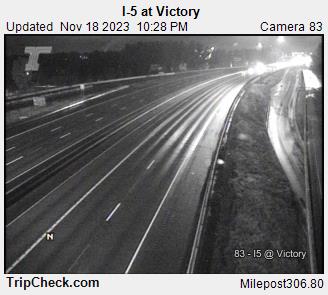 I-5 at Victory
Updated Nov 18 2023 10:28 PM Camera 83
T
N
83 - I5 @ Victory
TripCheck.com Milepost306.80